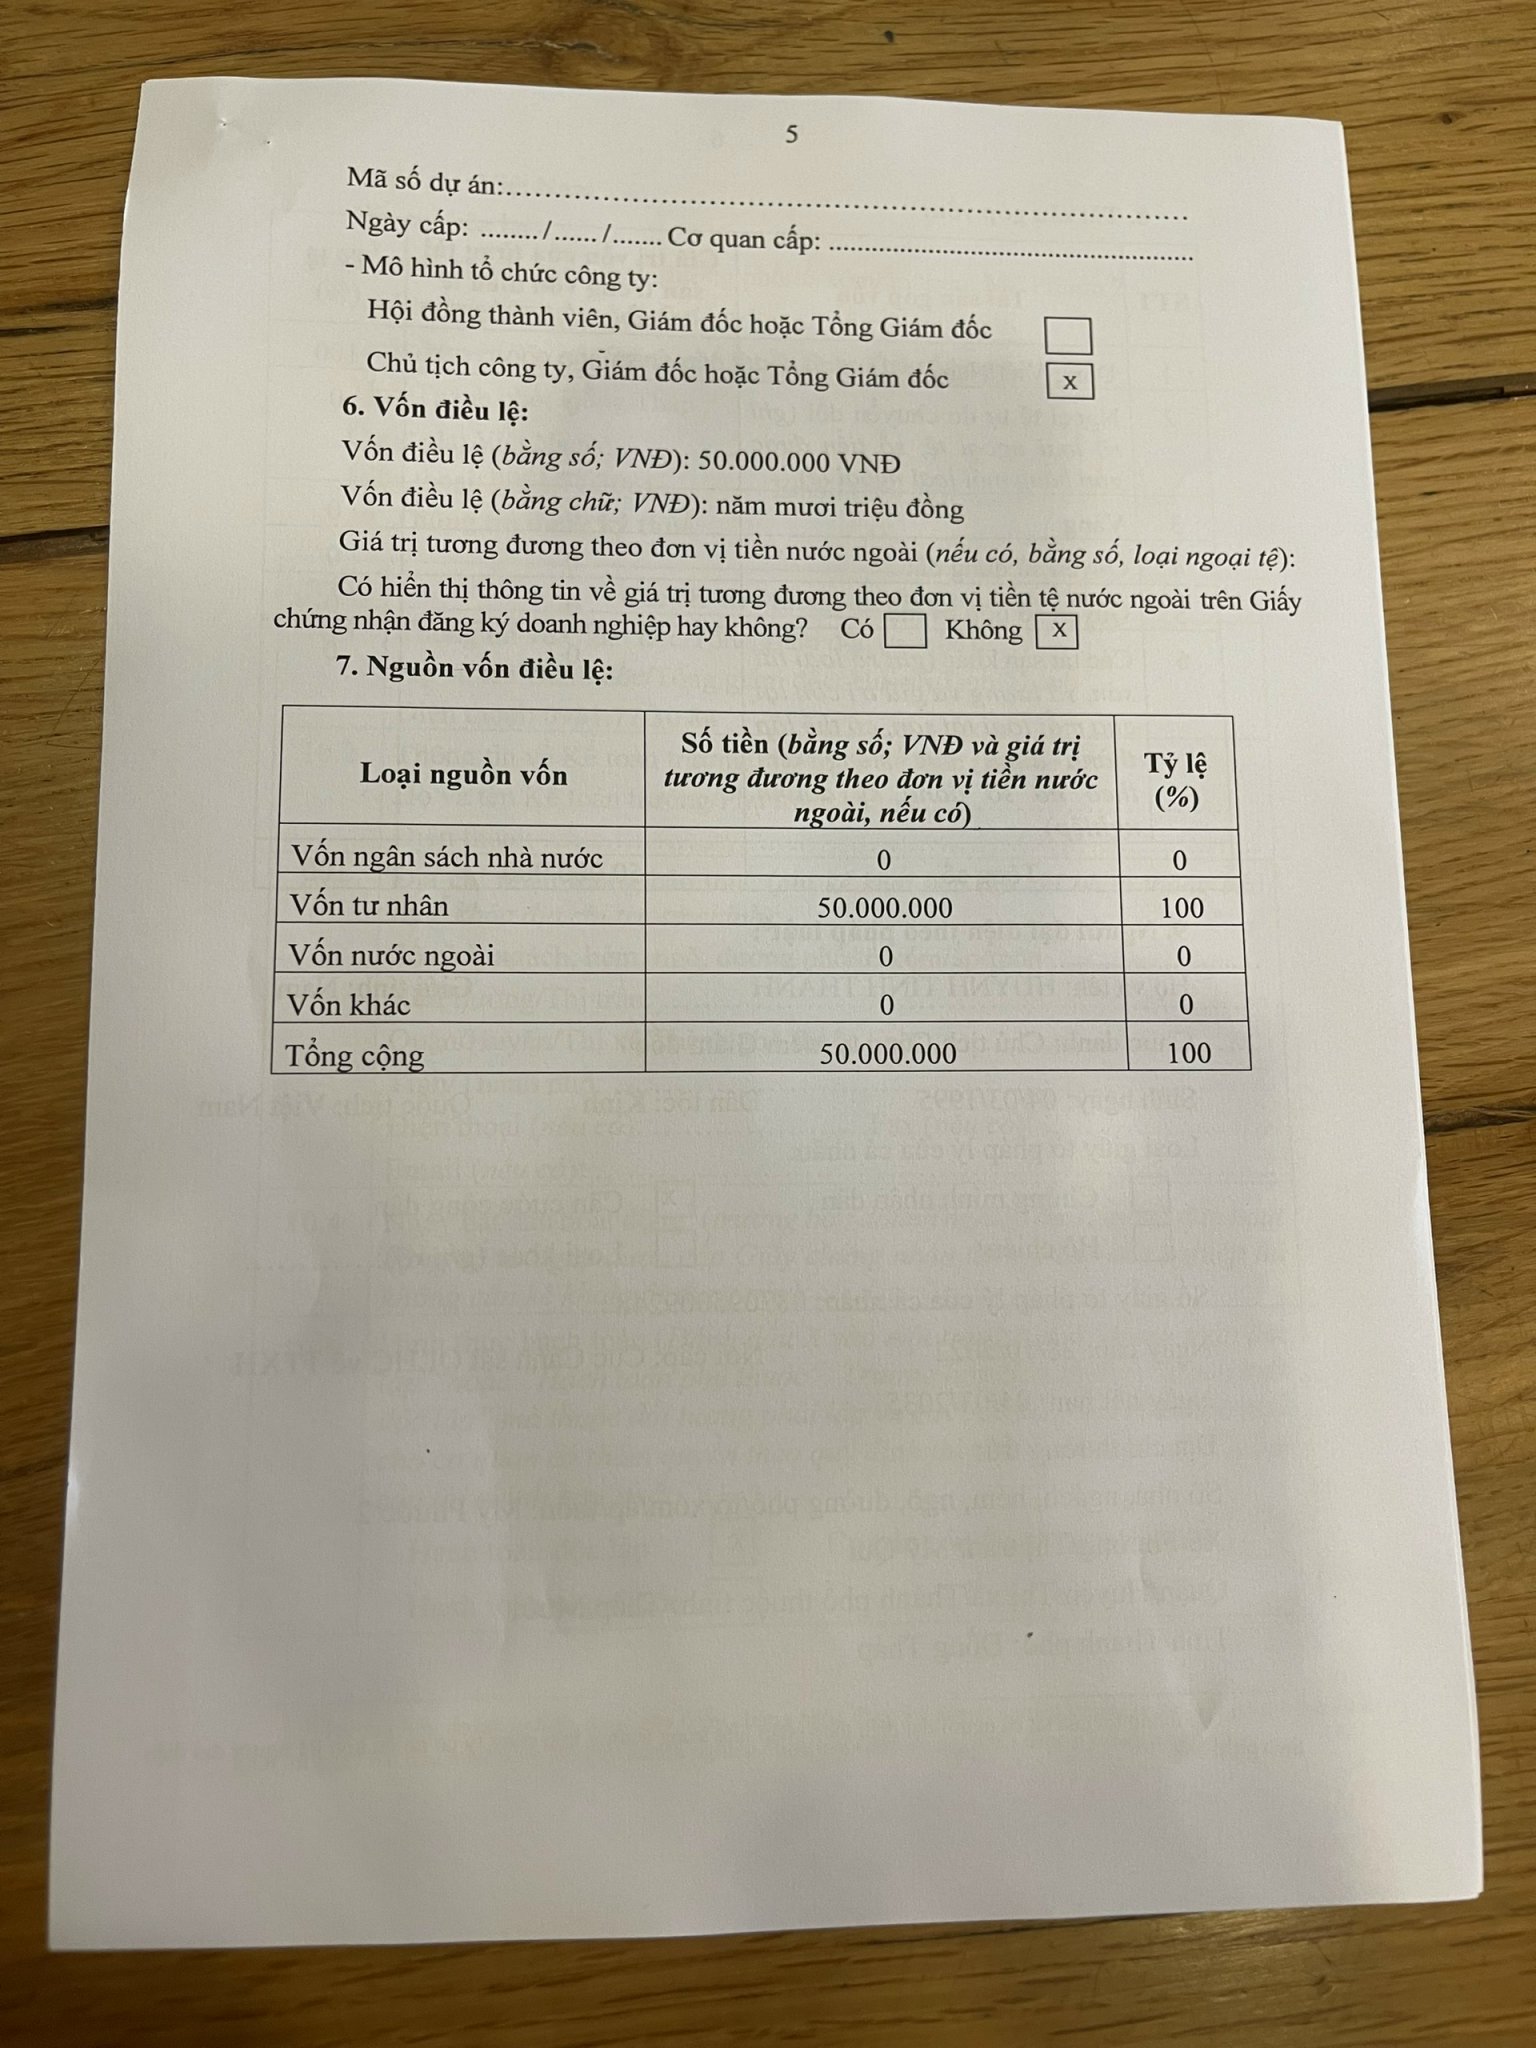 5
Mã số dự án:........................................................................................
Ngày cấp: ......../....../....... Cơ quan cấp: ......................................................
- Mô hình tổ chức công ty:
Hội đồng thành viên, Giám đốc hoặc Tổng Giám đốc
Chủ tịch công ty, Giám đốc hoặc Tổng Giám đốc x
6. Vốn điều lệ:
Vốn điều lệ (bằng số; VNĐ): 50.000.000 VNĐ
Vốn điều lệ (bằng chữ; VNĐ): năm mươi triệu đồng
Giá trị tương đương theo đơn vị tiền nước ngoài (nếu có, bằng số, loại ngoại tệ):
Có hiển thị thông tin về giá trị tương đương theo đơn vị tiền tệ nước ngoài trên Giấy
chứng nhận đăng ký doanh nghiệp hay không? Có Không x
7. Nguồn vốn điều lệ:
Loại nguồn vốn
Số tiền (bằng số; VNĐ và giá trị
tương đương theo đơn vị tiền nước
ngoài, nếu có)
Tỷ lệ
(%)
Vốn ngân sách nhà nước 0 0
Vốn tư nhân 50.000.000 100
Vốn nước ngoài 0 0
Vốn khác 0 0
Tổng cộng 50.000.000 100